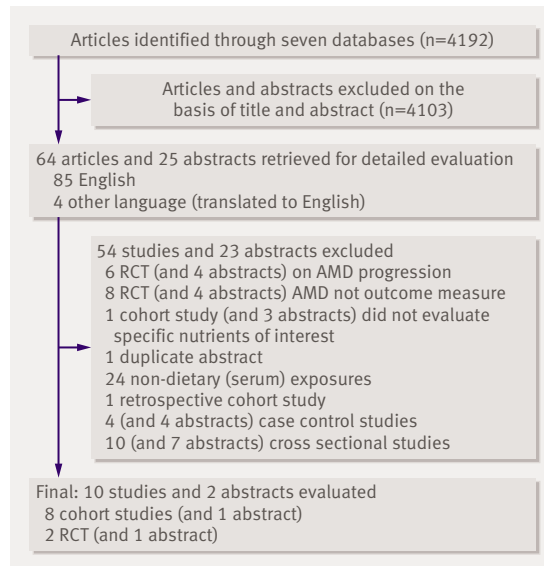 Articles identified through seven databases (n=4192)
Articles and abstracts excluded on the
basis of title and abstract (n=4103)
64 articles and 25 abstracts retrieved for detailed evaluation
85 English
4 other language (translated to English)
54 studies and 23 abstracts excluded
6 RCT (and 4 abstracts) on AMD progression
8 RCT (and 4 abstracts) AMD not outcome measure
1 cohort study (and 3 abstracts) did not evaluate
specific nutrients of interest
1 duplicate abstract
24 non-dietary (serum) exposures
1 retrospective cohort study
4 (and 4 abstracts) case control studies
10 (and 7 abstracts) cross sectional studies
Final: 10 studies and 2 abstracts evaluated
8 cohort studies (and 1 abstract)
2 RCT (and 1 abstract)